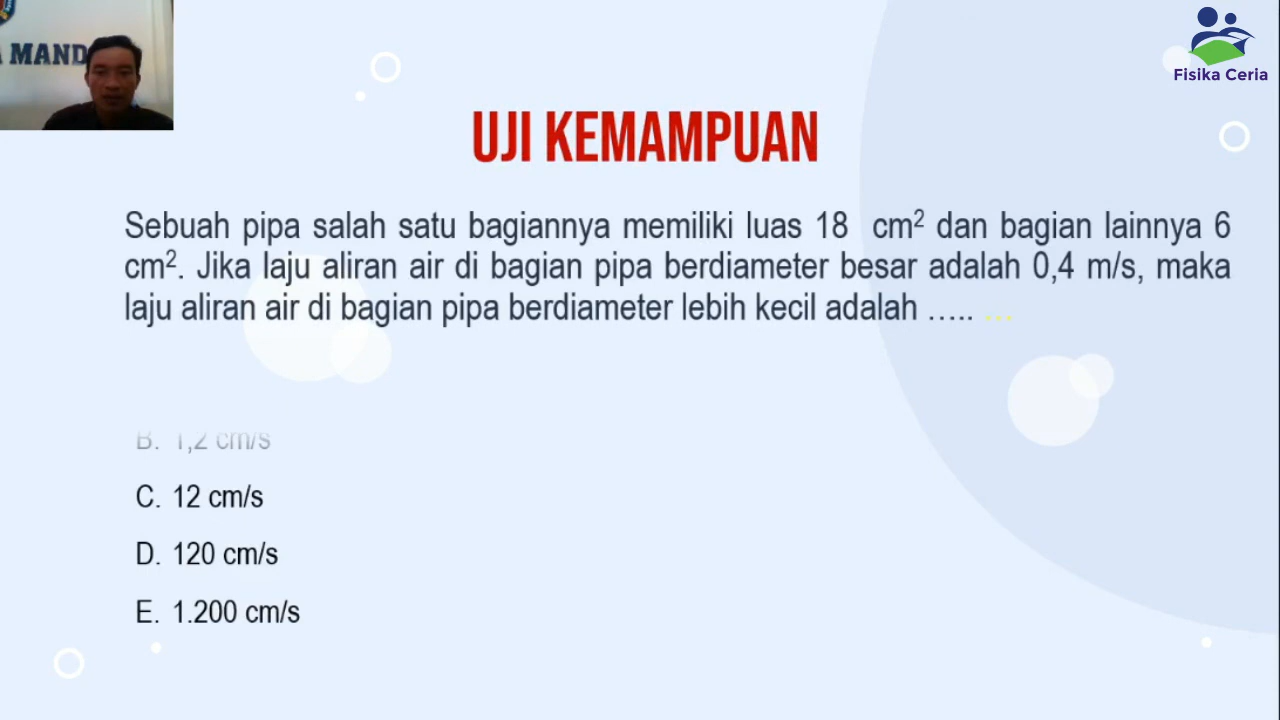 A MAND
Fisika Ceria
UJI KEMAMPUAN
Sebuah pipa salah satu bagiannya memiliki luas 18 cm² dan bagian lainnya 6
cm². Jika laju aliran air di bagian pipa berdiameter besar adalah 0,4 m/s, maka
laju aliran air di bagian pipa berdiameter lebih kecil adalah ….. …
B. 1,2 cm/s
C. 12 cm/s
D. 120 cm/s
E. 1.200 cm/s